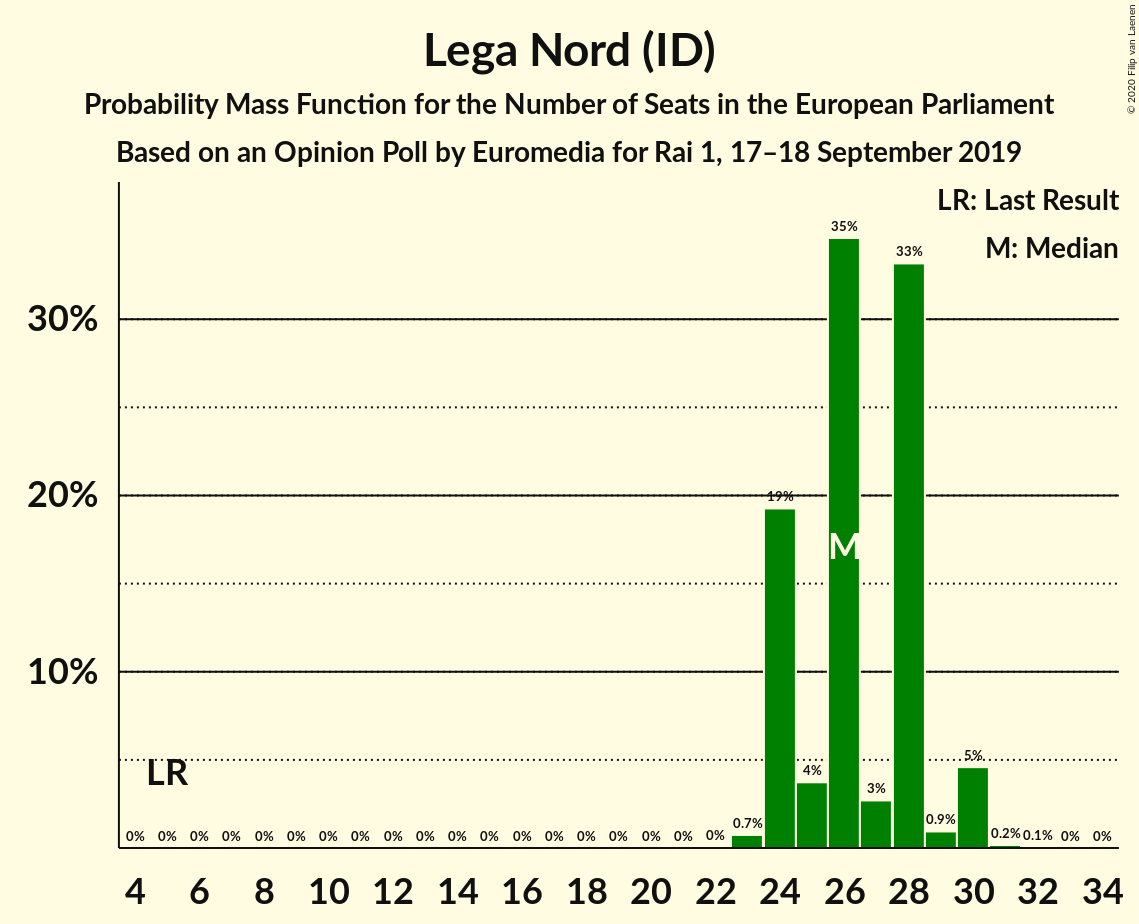 Lega Nord (ID)
Probability Mass Function for the Number of Seats in the European Parliament
Based on an Opinion Poll by Euromedia for Rai 1, 17–18 September 2019
© 2020 Filip van Laenen
LR: Last Result
M: Median
30%
20%
10%
35%
33%
19%
M
LR
0% 0% 0% 0% 0% 0% 0% 0% 0% 0% 0% 0% 0% 0% 0% 0% 0% 0% 0% 0.7% 4% 3% 0.9% 5% 0.2% 0.1% 0% 0%
4 6 8 10 12 14 16 18 20 22 24 26 28 30 32 34